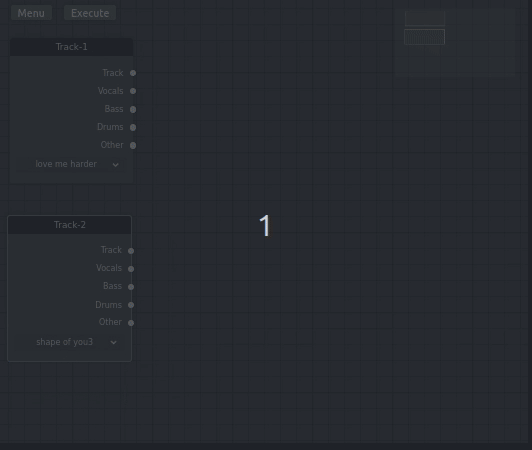 Menu Execute
Track-1
Track
Vocals
Bass
Drums
Other
love me harder
1
Track-2
Track
Vocals
Bass
Drums
Other
shape of you3